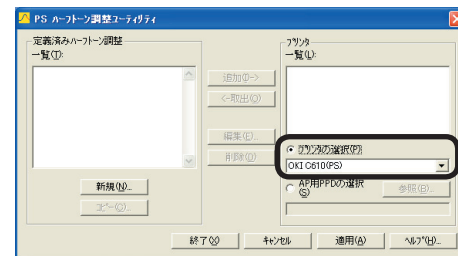 PS ハーフトーン調整ユーティリティ
定義済みハーフトーン調整
一覧(T):
プリンタ
一覧(L):
追加(I)->
<-取出(O)
編集(E)...
削除(D)
新規(N)...
コピー(C)...
プリンタの選択(P):
OKI C610(PS)
AP用PPDの選択
(S)
参照(B)...
終了(X)
キャンセル
適用(A)
ヘルプ(H)...